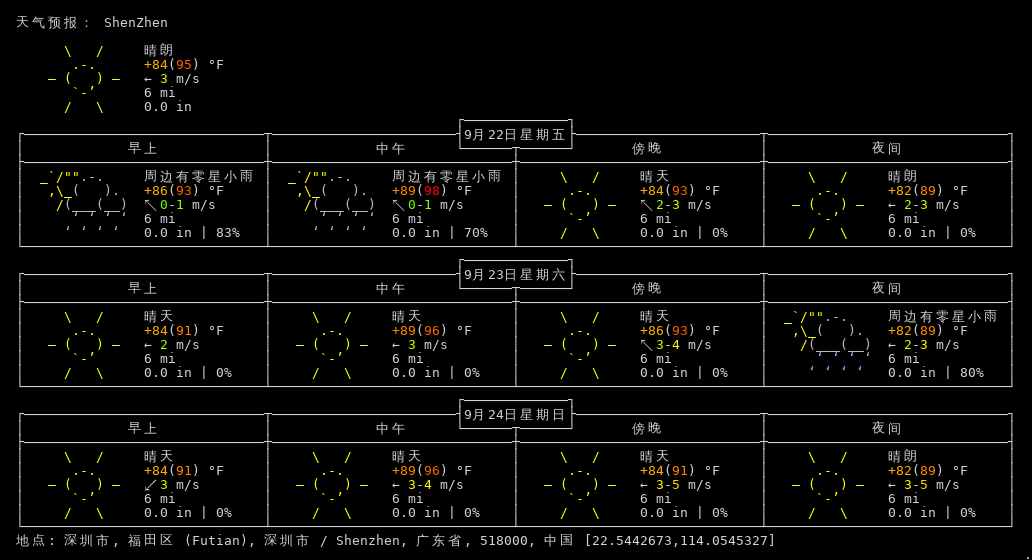 天气预报： ShenZhen
晴朗
+84(95) °F
← 3 m/s
6 mi
0.0 in
9月22日星期五
早上 中午 傍晚 夜间
周边有零星小雨 周边有零星小雨 晴天 晴朗
+86(93) °F +89(98) °F +84(93) °F +82(89) °F
↖ 0-1 m/s ↖ 0-1 m/s ↖ 2-3 m/s ← 2-3 m/s
6 mi 6 mi 6 mi 6 mi
0.0 in | 83% 0.0 in | 70% 0.0 in | 0% 0.0 in | 0%
9月23日星期六
早上 中午 傍晚 夜间
晴天 晴天 晴天 周边有零星小雨
+84(91) °F +89(96) °F +86(93) °F +82(89) °F
← 2 m/s ← 3 m/s ↖ 3-4 m/s ← 2-3 m/s
6 mi 6 mi 6 mi 6 mi
0.0 in | 0% 0.0 in | 0% 0.0 in | 0% 0.0 in | 80%
9月24日星期日
早上 中午 傍晚 夜间
晴天 晴天 晴天 晴朗
+84(91) °F +89(96) °F +84(91) °F +82(89) °F
↙ 3 m/s ← 3-4 m/s ← 3-5 m/s ← 3-5 m/s
6 mi 6 mi 6 mi 6 mi
0.0 in | 0% 0.0 in | 0% 0.0 in | 0% 0.0 in | 0%
地点: 深圳市, 福田区 (Futian), 深圳市 / Shenzhen, 广东省, 518000, 中国 [22.5442673,114.0545327]